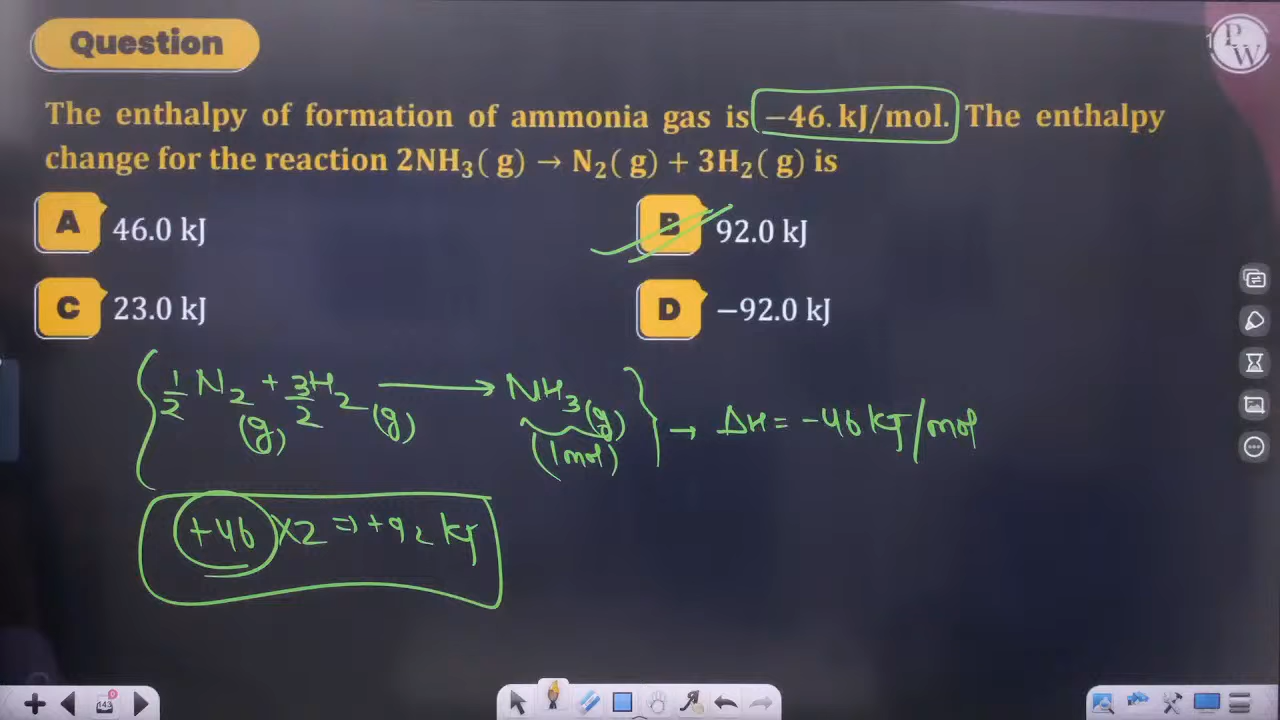 Question
PW
The enthalpy of formation of ammonia gas is −46. kJ/mol. The enthalpy
change for the reaction 2NH₃( g) → N₂( g) + 3H₂( g) is
A 46.0 kJ
B 92.0 kJ
C 23.0 kJ
D −92.0 kJ
{ 1/2 N₂ (g) + 3/2 H₂ (g) → NH₃(g) } → ΔH = −46 kJ/mol
(1mol)
+46 × 2 ⇒ +92 kJ
143